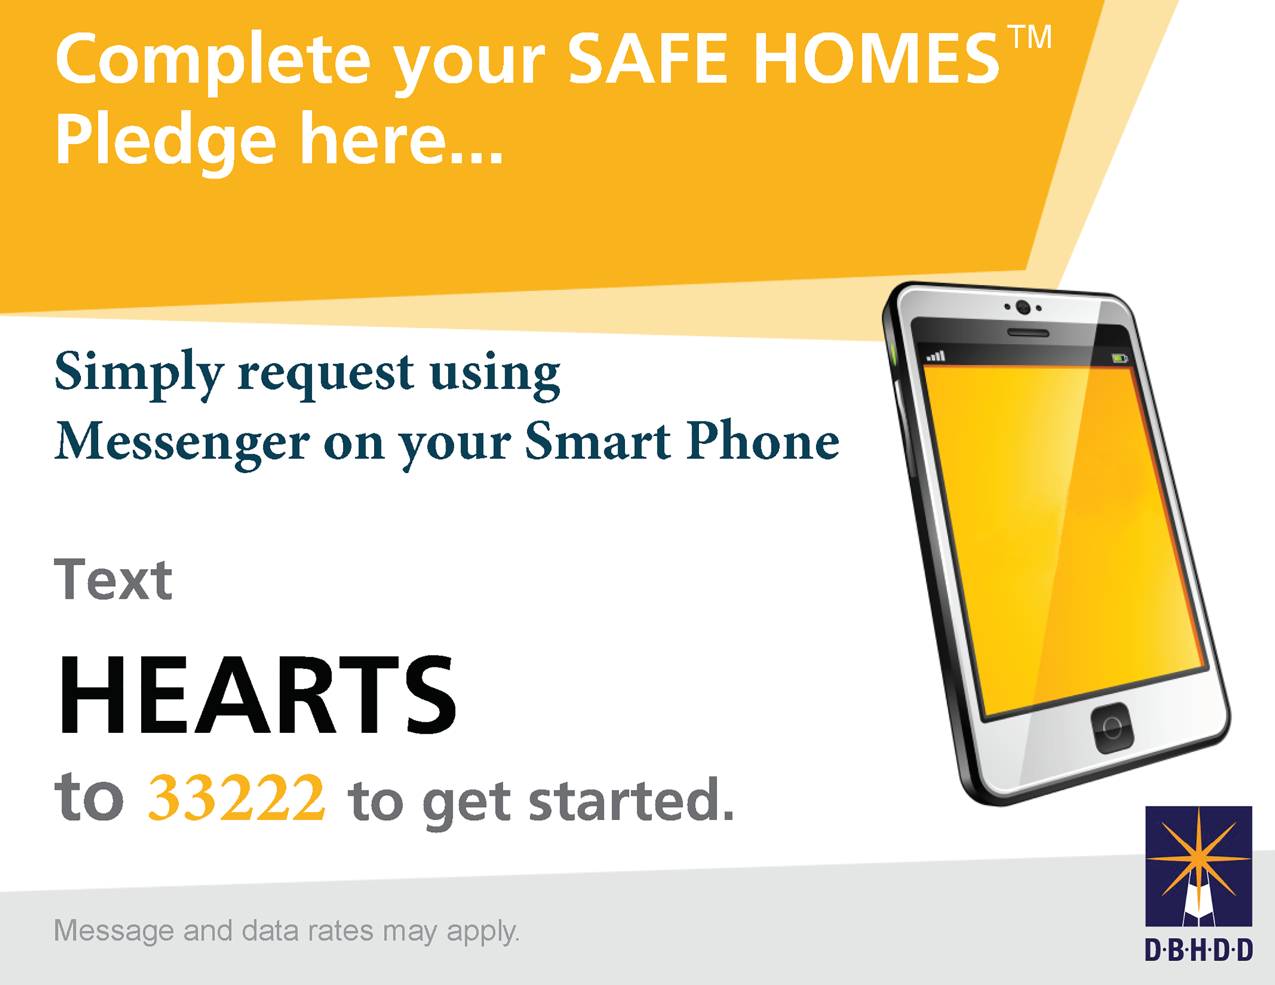 Complete your SAFE HOMES™
Pledge here...
Simply request using
Messenger on your Smart Phone
Text
HEARTS
to 33222 to get started.
Message and data rates may apply.
D·B·H·D·D